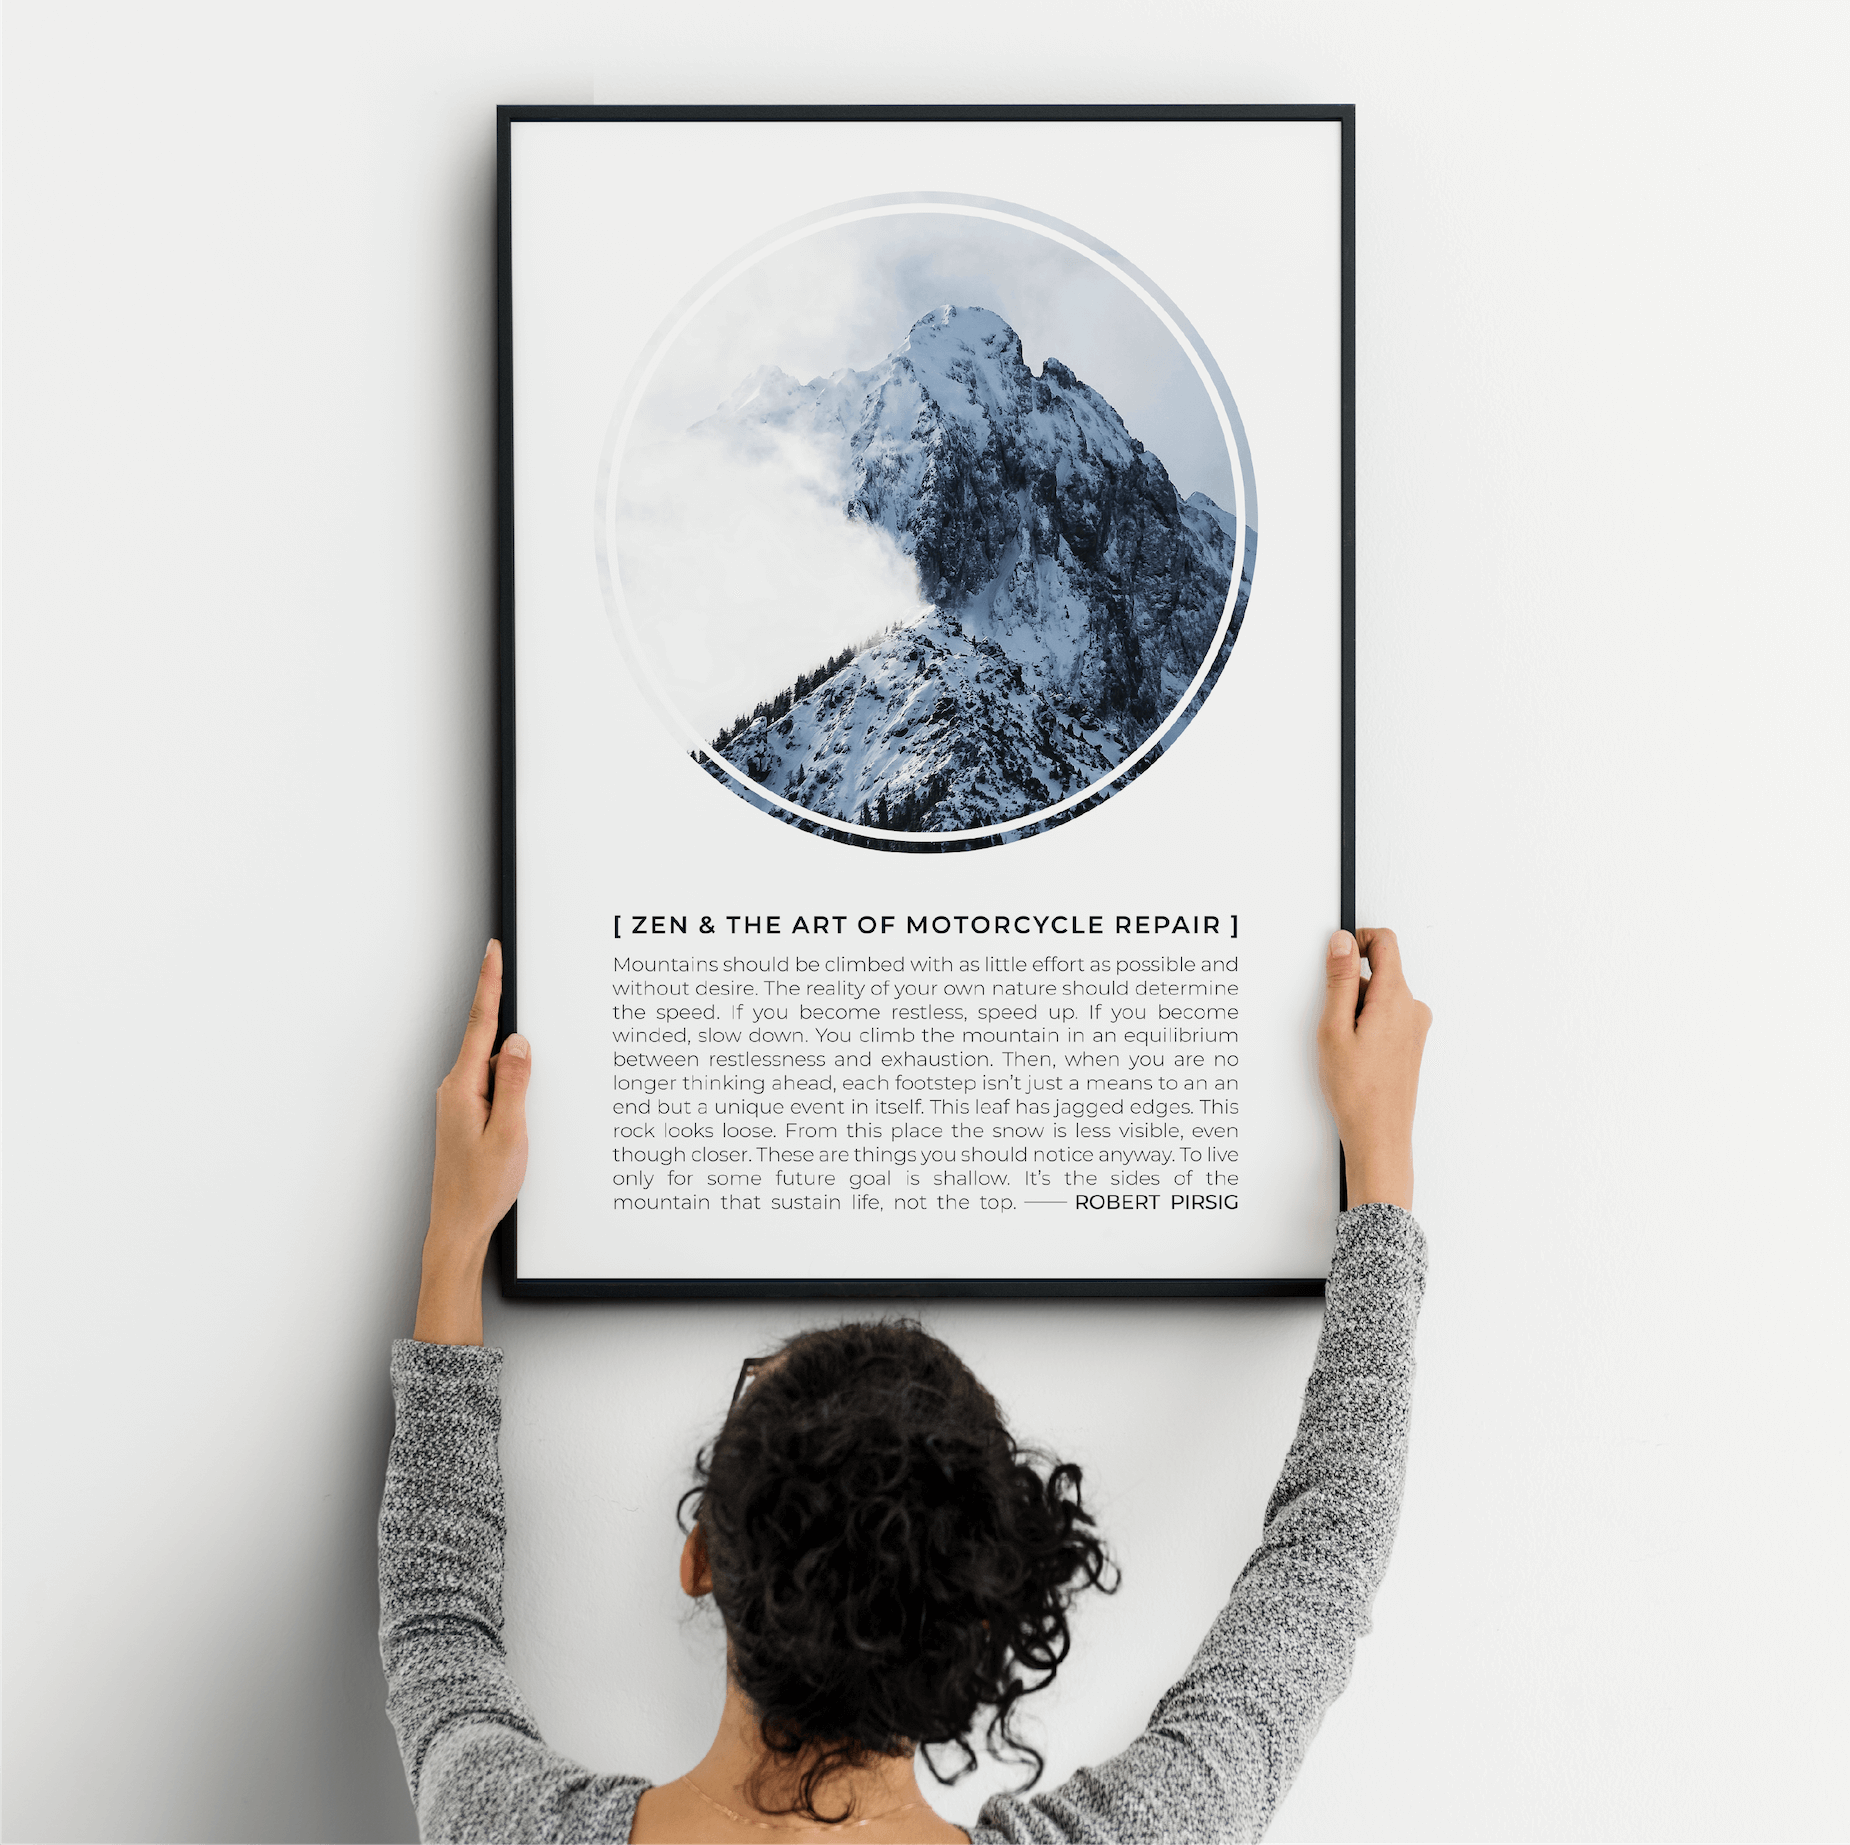 [ ZEN & THE ART OF MOTORCYCLE REPAIR ]
Mountains should be climbed with as little effort as possible and
without desire. The reality of your own nature should determine
the speed. If you become restless, speed up. If you become
winded, slow down. You climb the mountain in an equilibrium
between restlessness and exhaustion. Then, when you are no
longer thinking ahead, each footstep isn't just a means to an an
end but a unique event in itself. This leaf has jagged edges. This
rock looks loose. From this place the snow is less visible, even
though closer. These are things you should notice anyway. To live
only for some future goal is shallow. It's the sides of the
mountain that sustain life, not the top. —— ROBERT PIRSIG